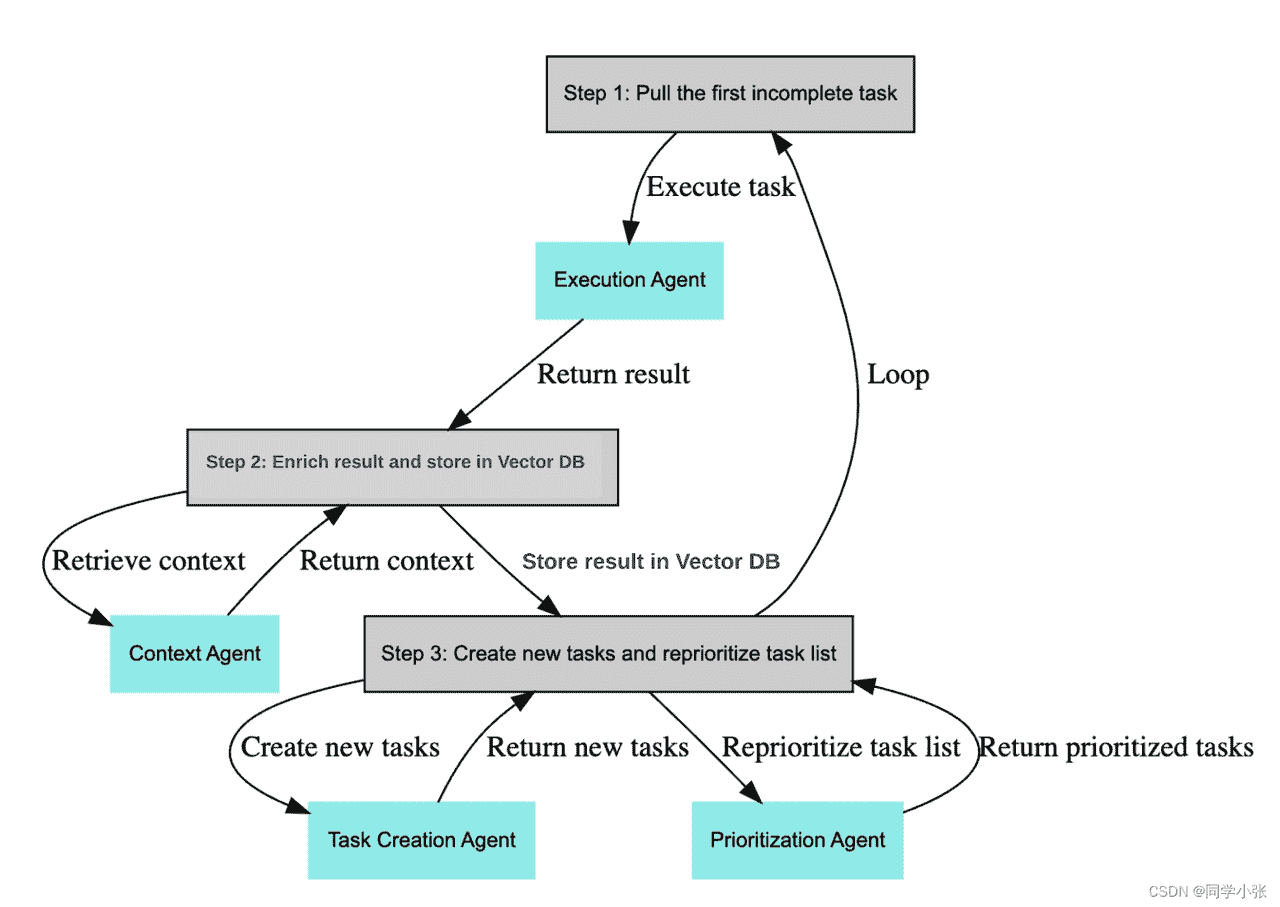 Step 1: Pull the first incomplete task
Execute task
Execution Agent
Return result
Loop
Step 2: Enrich result and store in Vector DB
Retrieve context
Return context
Store result in Vector DB
Context Agent
Step 3: Create new tasks and reprioritize task list
Create new tasks
Return new tasks
Reprioritize task list
Return prioritized tasks
Task Creation Agent
Prioritization Agent
CSDN @同学小张